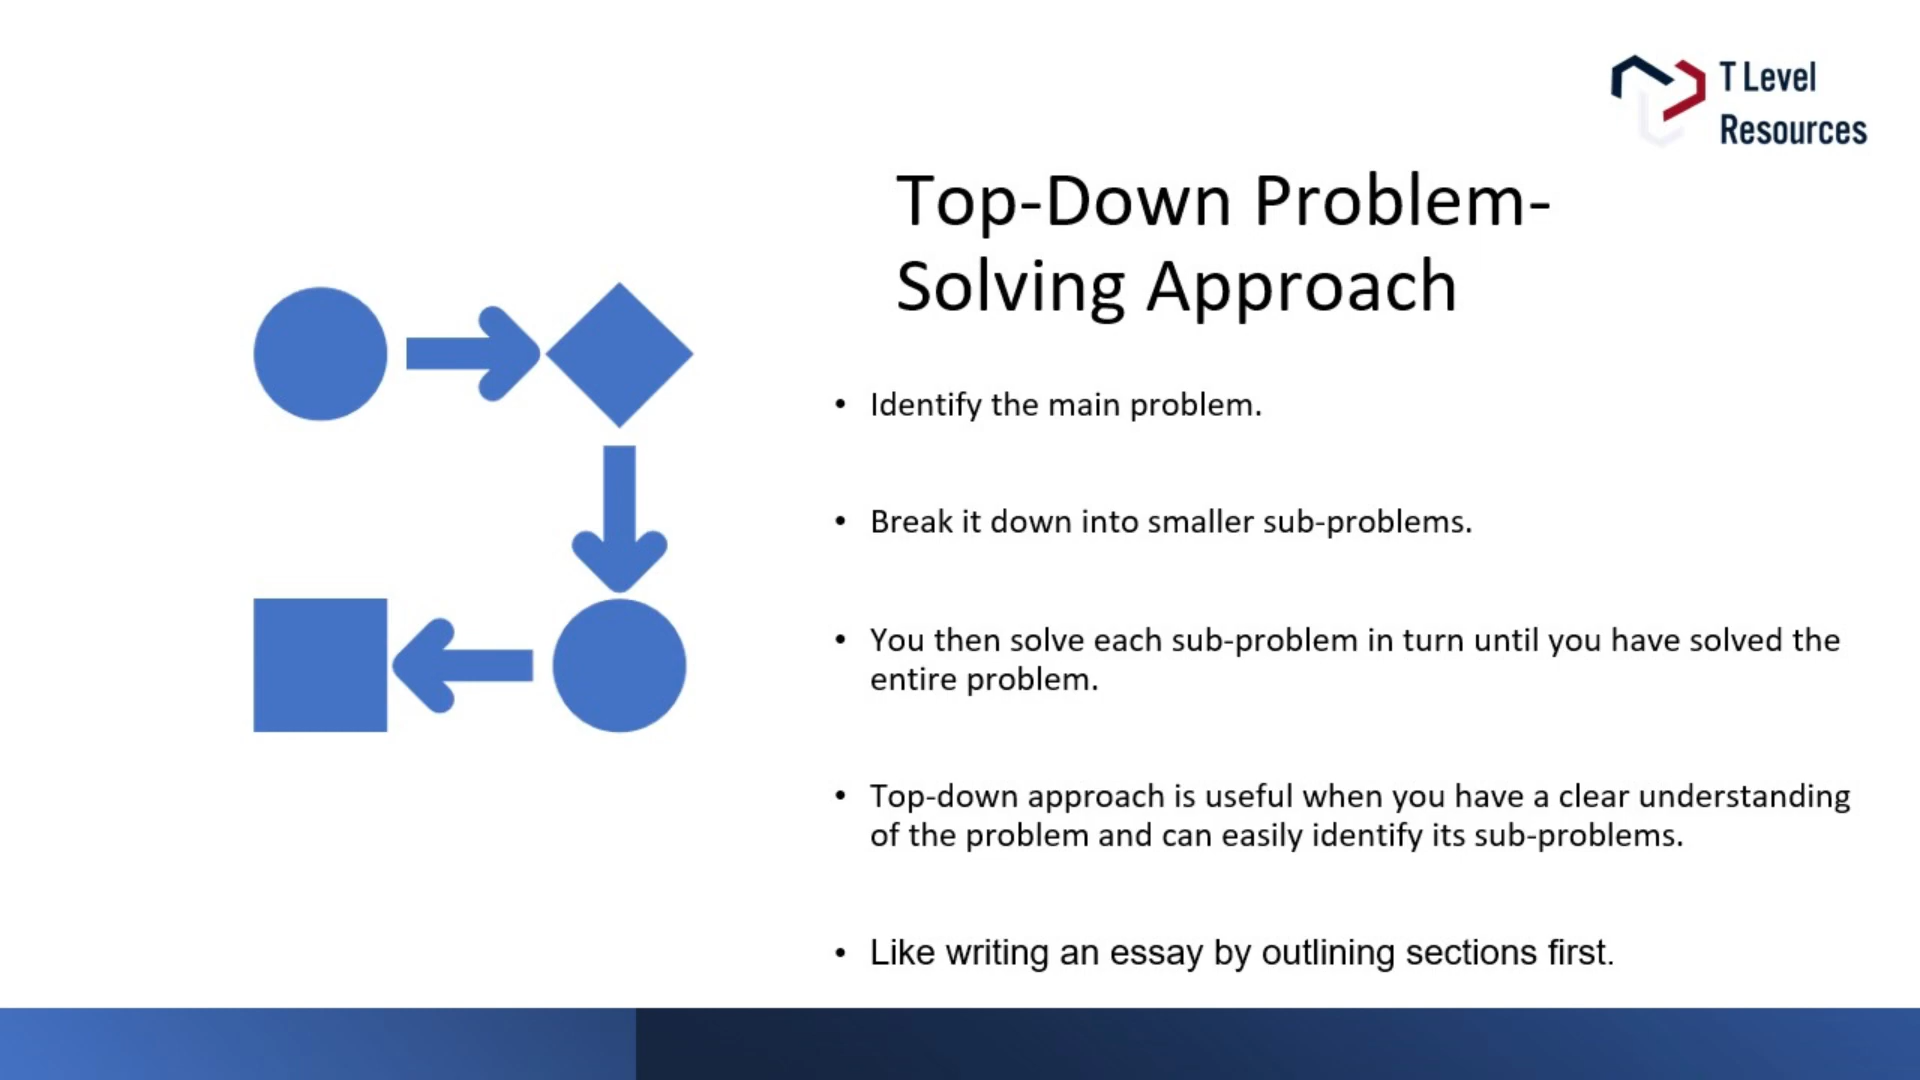 T Level
Resources
Top-Down Problem-
Solving Approach
• Identify the main problem.
• Break it down into smaller sub-problems.
• You then solve each sub-problem in turn until you have solved the
entire problem.
• Top-down approach is useful when you have a clear understanding
of the problem and can easily identify its sub-problems.
• Like writing an essay by outlining sections first.